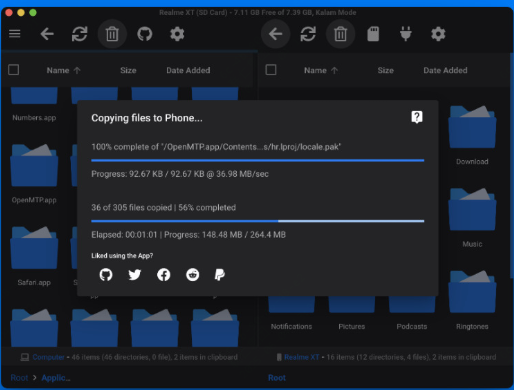 Realme XT (SD Card) - 7.11 GB Free of 7.39 GB, Kalam Mode
Name ↑ Size Date Added
Name ↑ Size Date Added
Numbers.app
Copying files to Phone...
100% complete of "/OpenMTP.app/Contents...s/hr.lproj/locale.pak"
Progress: 92.67 KB / 92.67 KB @ 36.98 MB/sec
Download
OpenMTP.app
36 of 305 files copied | 56% completed
Elapsed: 00:01:01 | Progress: 148.48 MB / 264.4 MB
Music
Liked using the App?
Safari.app
Notifications Pictures Podcasts Ringtones
Computer • 46 items (46 directories, 0 file), 2 items in clipboard
Realme XT • 16 items (12 directories, 4 files), 2 items in clipboard
Root > Applic...
Root